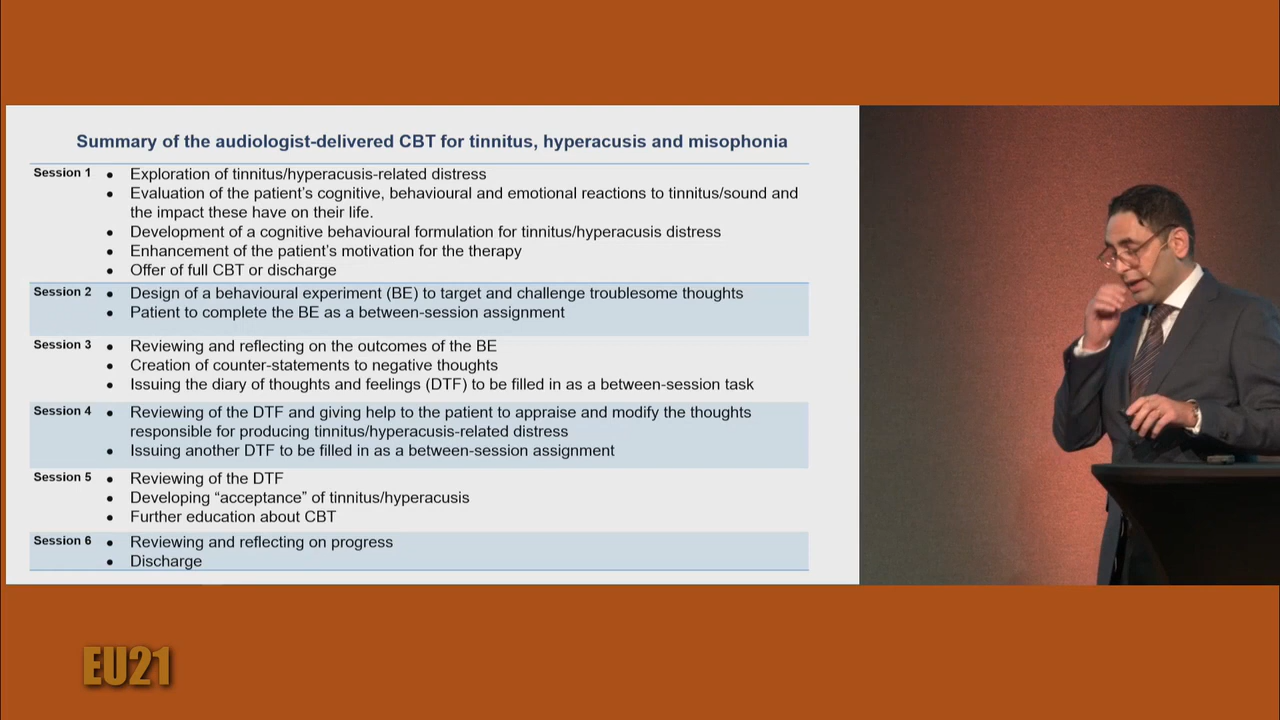 Summary of the audiologist-delivered CBT for tinnitus, hyperacusis and misophonia
Session 1
• Exploration of tinnitus/hyperacusis-related distress
• Evaluation of the patient's cognitive, behavioural and emotional reactions to tinnitus/sound and
the impact these have on their life.
• Development of a cognitive behavioural formulation for tinnitus/hyperacusis distress
• Enhancement of the patient's motivation for the therapy
• Offer of full CBT or discharge
Session 2
• Design of a behavioural experiment (BE) to target and challenge troublesome thoughts
• Patient to complete the BE as a between-session assignment
Session 3
• Reviewing and reflecting on the outcomes of the BE
• Creation of counter-statements to negative thoughts
• Issuing the diary of thoughts and feelings (DTF) to be filled in as a between-session task
Session 4
• Reviewing of the DTF and giving help to the patient to appraise and modify the thoughts
responsible for producing tinnitus/hyperacusis-related distress
• Issuing another DTF to be filled in as a between-session assignment
Session 5
• Reviewing of the DTF
• Developing “acceptance” of tinnitus/hyperacusis
• Further education about CBT
Session 6
• Reviewing and reflecting on progress
• Discharge
EU21